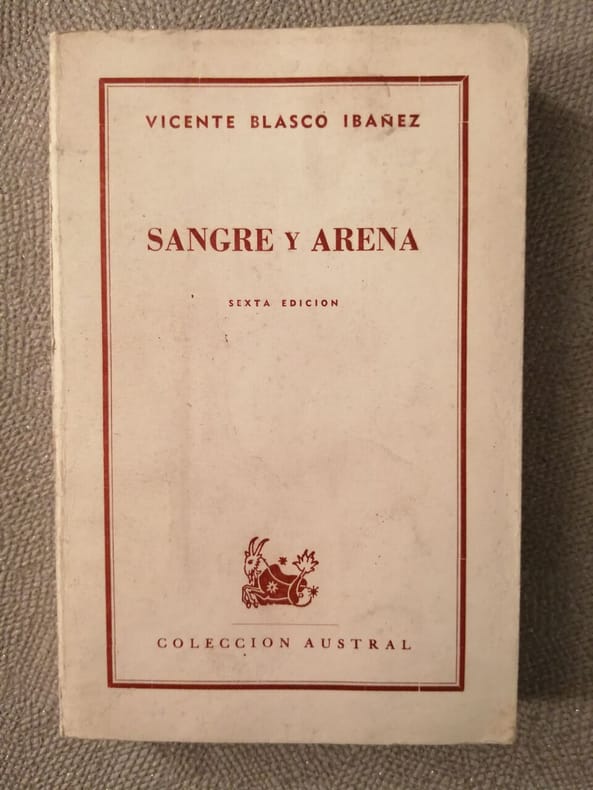 VICENTE BLASCO IBAÑEZ
SANGRE Y ARENA
SEXTA EDICION
COLECCION AUSTRAL